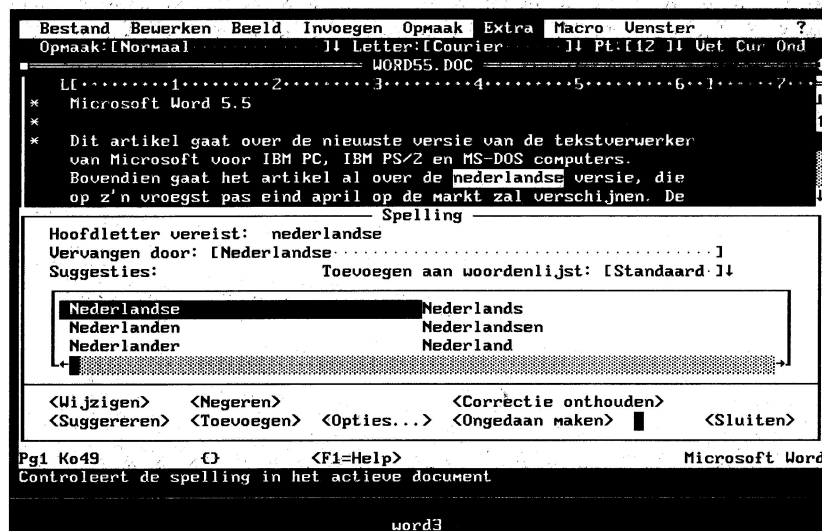 Bestand Bewerken Beeld Invoegen Opmaak Extra Macro Venster ?
Opmaak:[Normaal··········]↓ Letter:[Courier········]↓ Pt:[12 ]↓ Vet Cur Ond
WORD55.DOC
L[·········1·········2·········3·········4·········5·········6··]······7··
* Microsoft Word 5.5
*
* Dit artikel gaat over de nieuwste versie van de tekstverwerker
van Microsoft voor IBM PC, IBM PS/2 en MS-DOS computers.
Bovendien gaat het artikel al over de nederlandse versie, die
op z'n vroegst pas eind april op de markt zal verschijnen. De
Spelling
Hoofdletter vereist: nederlandse
Vervangen door: [Nederlandse······································]
Suggesties: Toevoegen aan woordenlijst: [Standaard·]↓
Nederlandse Nederlands
Nederlanden Nederlandsen
Nederlander Nederland
<Wijzigen> <Negeren> <Correctie onthouden>
<Suggereren> <Toevoegen> <Opties...> <Ongedaan maken> <Sluiten>
Pg1 Ko49 {} <F1=Help> Microsoft Word
Controleert de spelling in het actieve document
word3